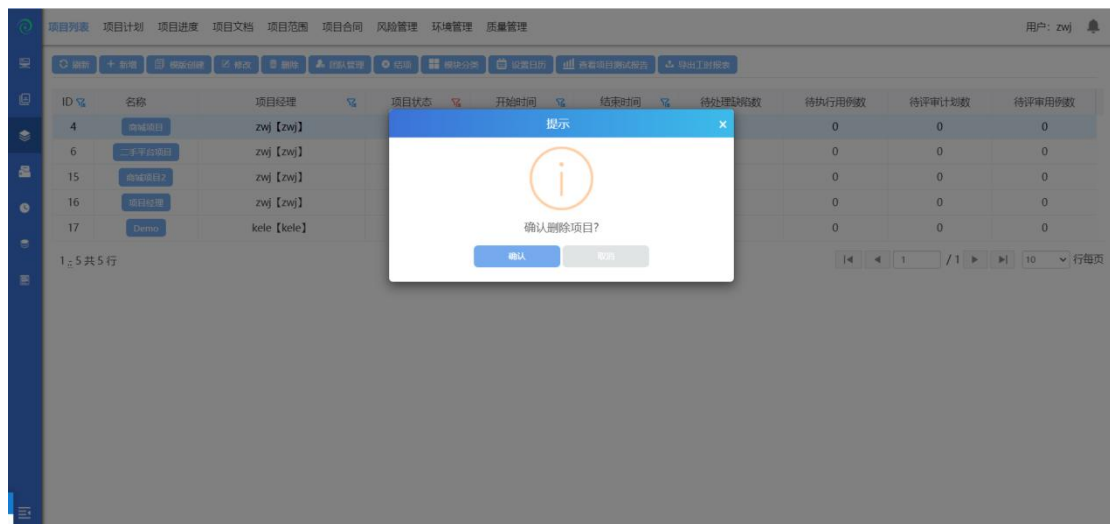 项目列表 项目计划 项目进度 项目文档 项目范围 项目合同 风险管理 环境管理 质量管理 用户: zwj
刷新 新增 模版创建 修改 删除 团队管理 结项 模块分类 设置日历 查看项目测试报告 导出工时报表
ID 名称 项目经理 项目状态 开始时间 结束时间 待处理缺陷数 待执行用例数 待评审计划数 待评审用例数
提示 ×
4 商城项目 zwj【zwj】 0 0 0
6 二手平台项目 zwj【zwj】 0 0 0
15 商城项目2 zwj【zwj】 0 0 0
16 项目经理 zwj【zwj】 0 0 0
17 Demo kele【kele】 0 0 0
确认删除项目?
确认 取消
1 - 5 共 5 行 1 / 1 10 行每页